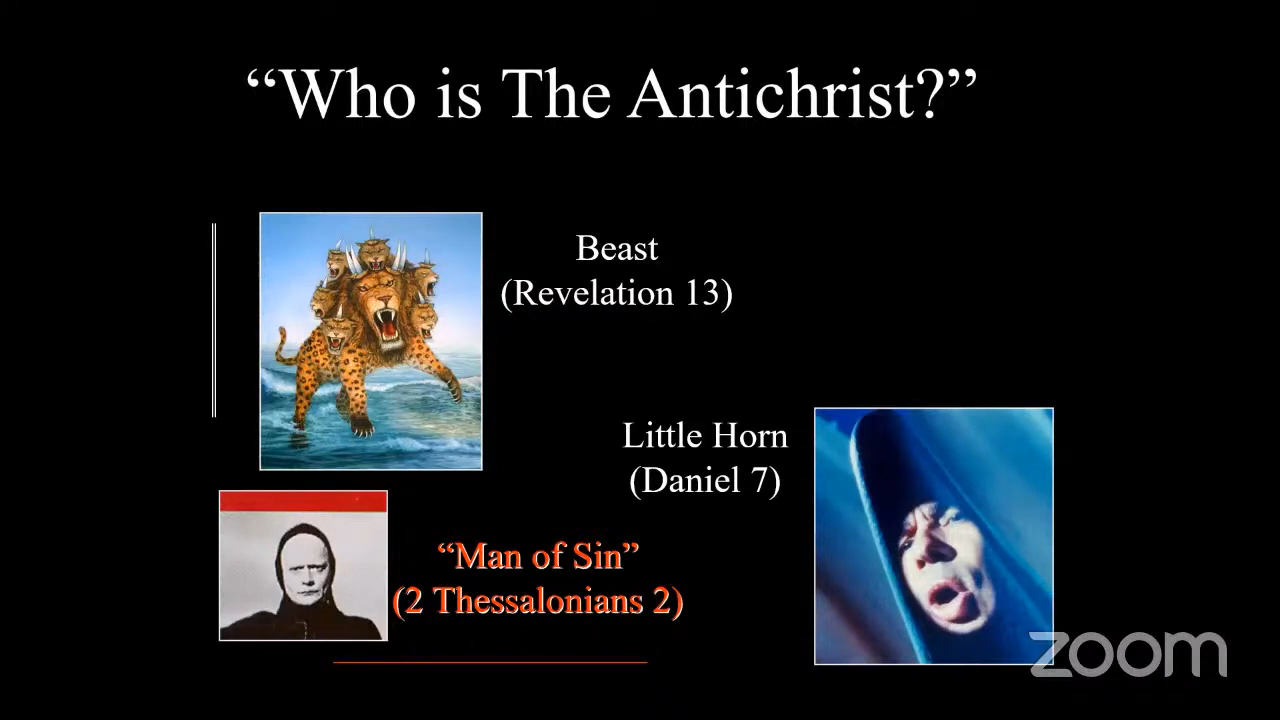 “Who is The Antichrist?”
Beast
(Revelation 13)
Little Horn
(Daniel 7)
“Man of Sin”
(2 Thessalonians 2)
zoom